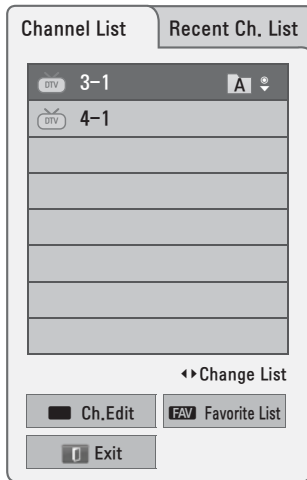 Channel List
Recent Ch. List
DTV 3-1 A
DTV 4-1
Change List
Ch.Edit
FAV Favorite List
Exit